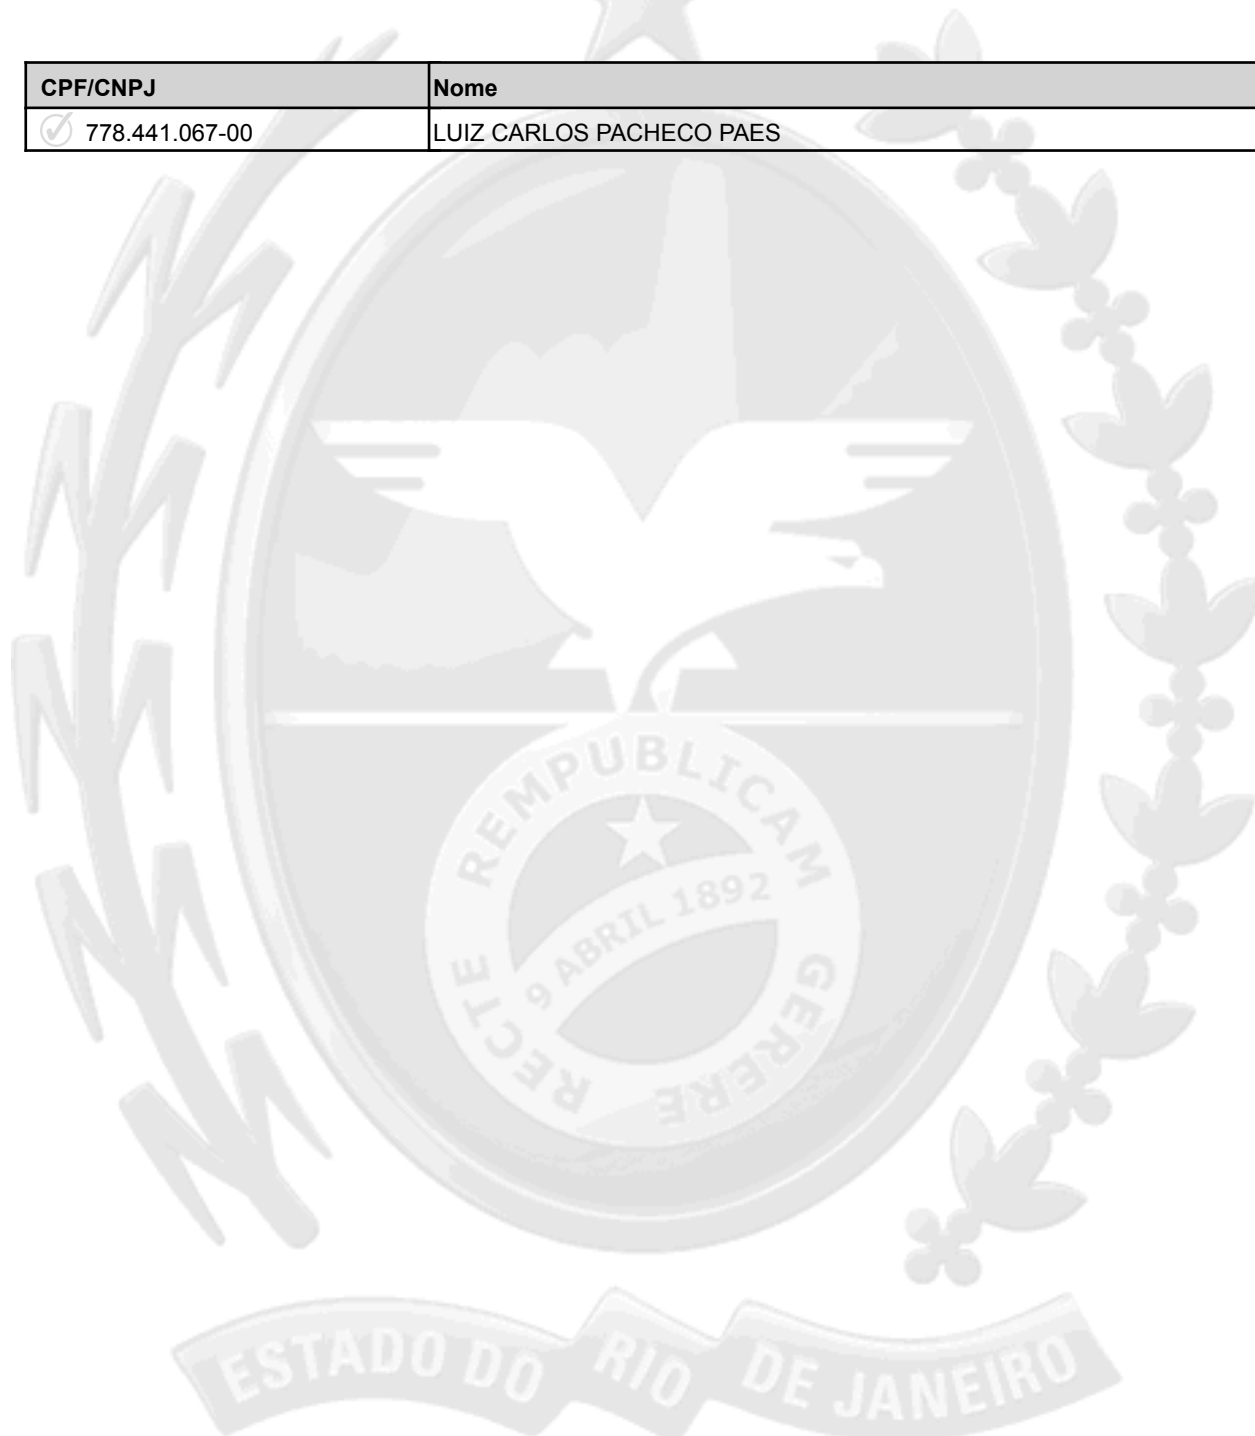 CPF/CNPJ Nome
778.441.067-00 LUIZ CARLOS PACHECO PAES
REMPUBLICAM
9 ABRIL 1892
RECTE GERERE
ESTADO DO RIO DE JANEIRO